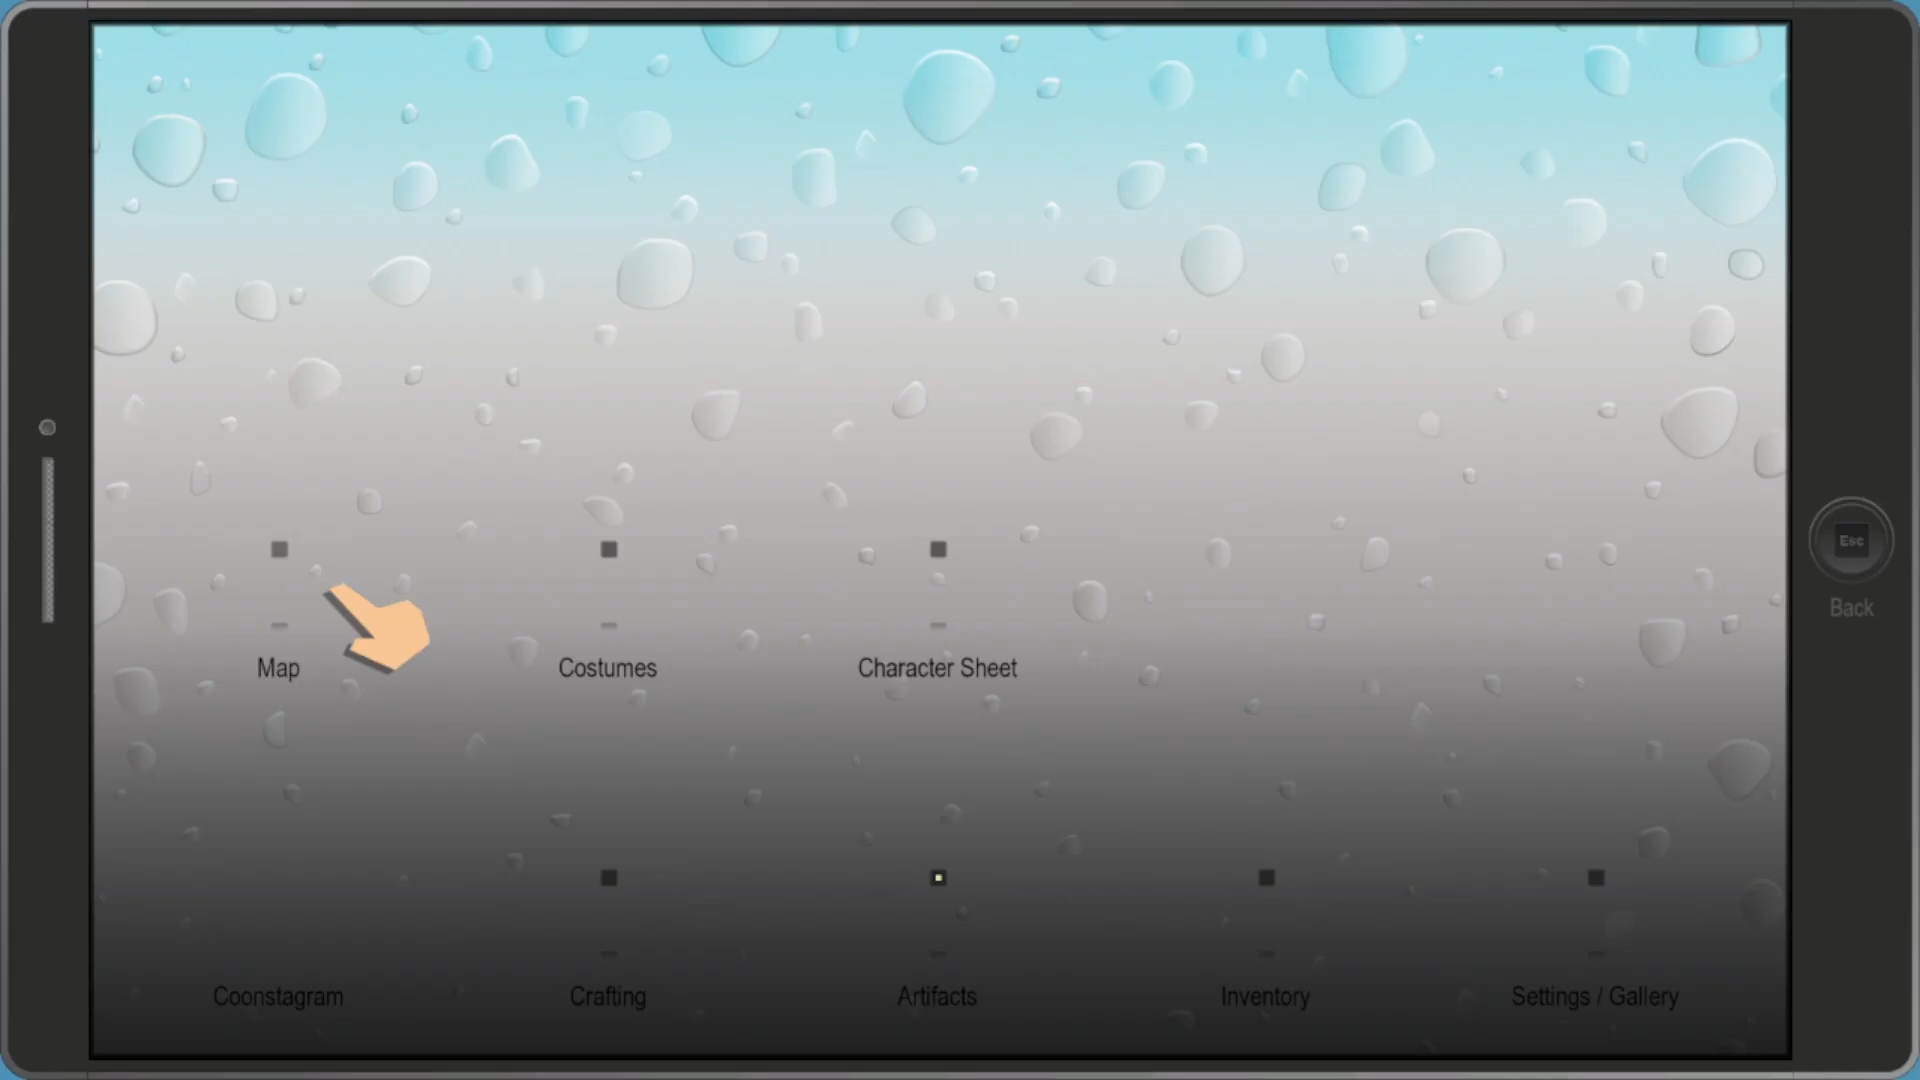 Esc
Back
Map
Costumes
Character Sheet
Coonstagram
Crafting
Artifacts
Inventory
Settings / Gallery